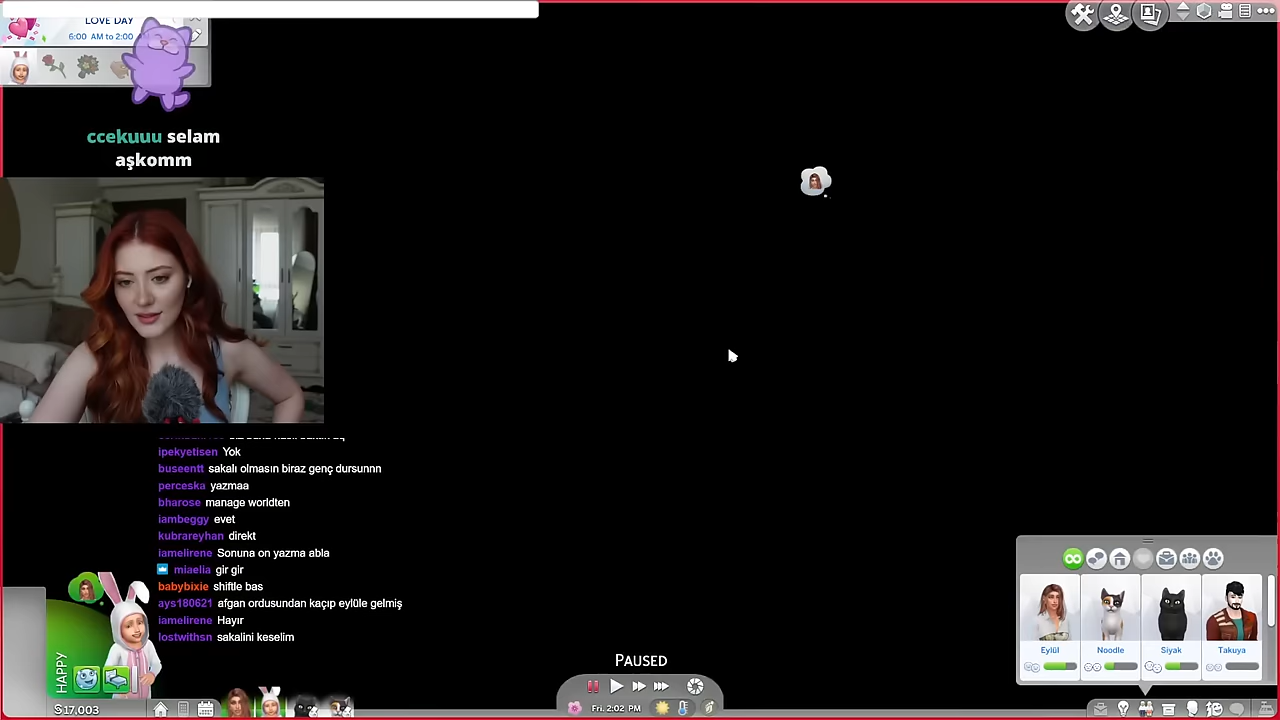 LOVE DAY
6:00 AM to 2:00
ccekuuu selam
aşkomm
ipekyetisen Yok
buseentt sakalı olmasın biraz genç dursunnn
perceska yazmaa
bharose manage worldten
iambeggy evet
kubrareyhan direkt
iamelirene Sonuna on yazma abla
miaelia gir gir
babybixie shiftle bas
ays180621 afgan ordusundan kaçıp eylüle gelmiş
iamelirene Hayır
lostwithsn sakalini keselim
Eylül Noodle Siyak Takuya
HAPPY
PAUSED
§17,003
Fri. 2:02 PM